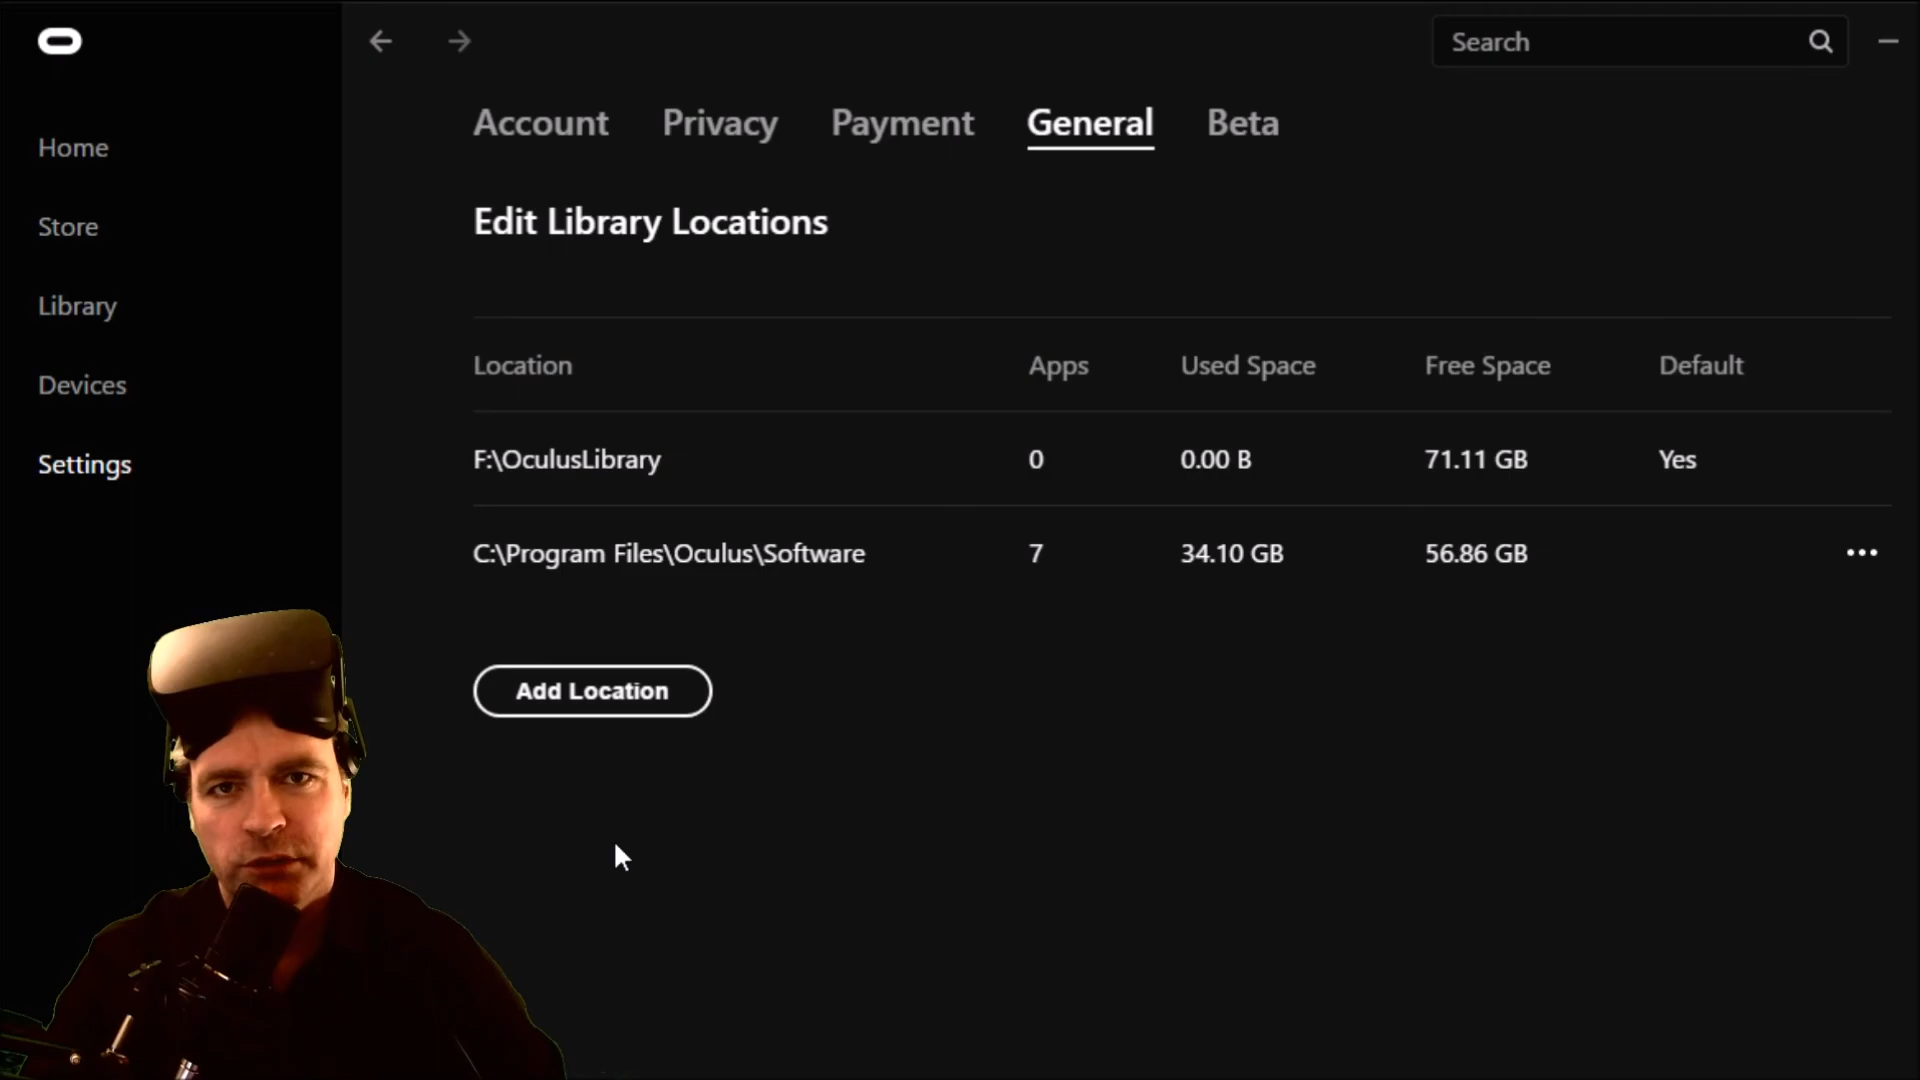 Search
Home
Store
Library
Devices
Settings
Account Privacy Payment General Beta
Edit Library Locations
Location Apps Used Space Free Space Default
F:\OculusLibrary 0 0.00 B 71.11 GB Yes
C:\Program Files\Oculus\Software 7 34.10 GB 56.86 GB
Add Location